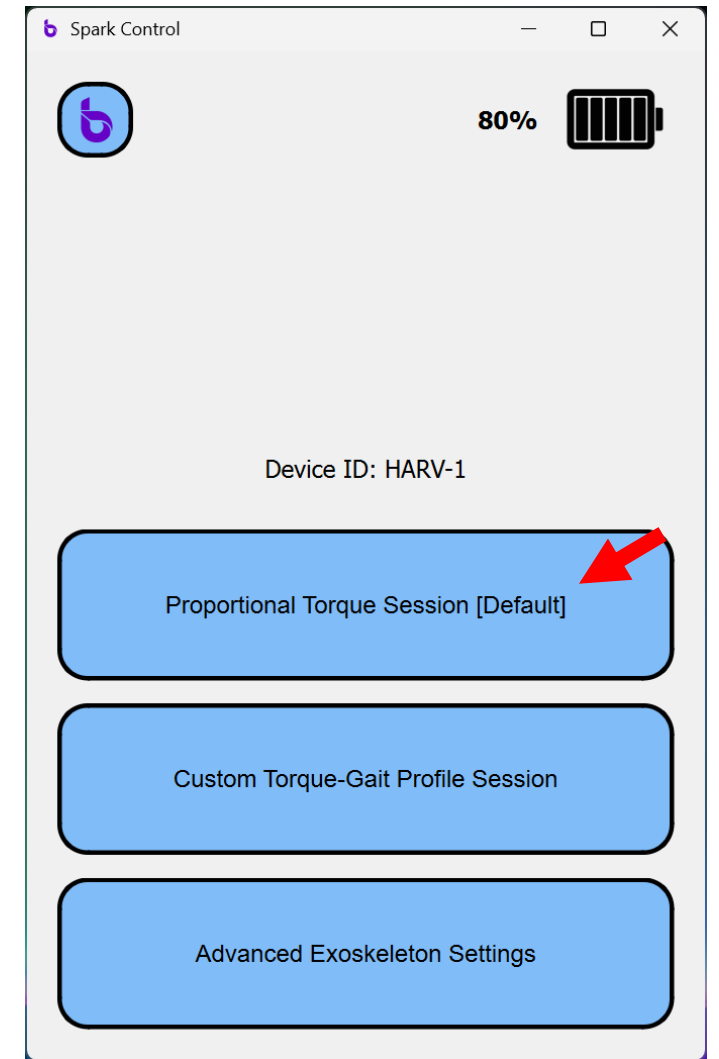 Spark Control
80%
Device ID: HARV-1
Proportional Torque Session [Default]
Custom Torque-Gait Profile Session
Advanced Exoskeleton Settings